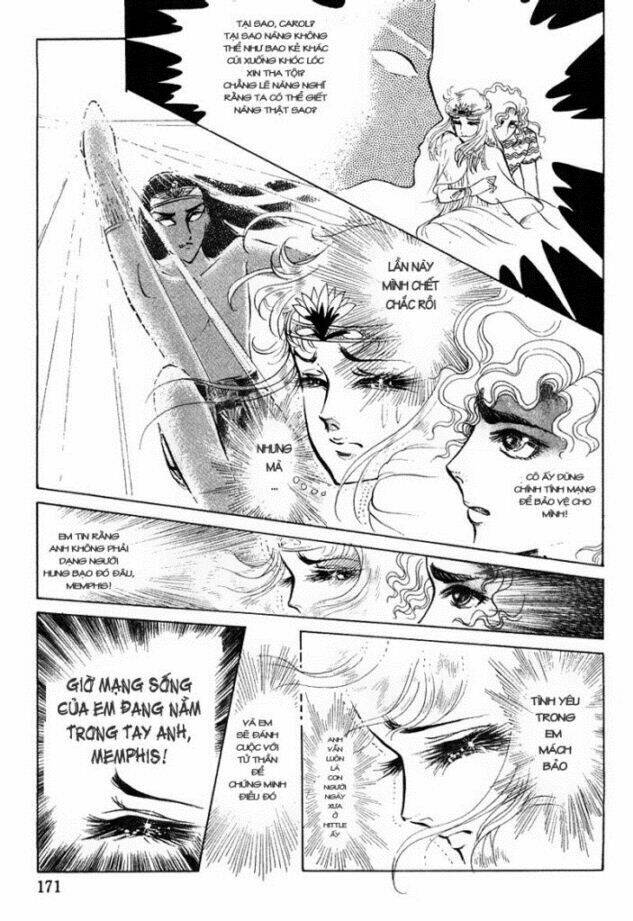 TẠI SAO, CAROL?
TẠI SAO NÀNG KHÔNG
THỂ NHƯ BAO KẺ KHÁC
CÚI XUỐNG KHÓC LÓC
XIN THA TỘI?
CHẲNG LẼ NÀNG NGHĨ
RẰNG TA CÓ THỂ GIẾT
NÀNG THẬT SAO?
LẦN NÀY
MÌNH CHẾT
CHẮC RỒI
NHƯNG
MÀ
...
CÔ ẤY DÙNG
CHÍNH TÍNH MẠNG
ĐỂ BẢO VỆ CHO
MÌNH!
EM TIN RẰNG
ANH KHÔNG PHẢI
DẠNG NGƯỜI
HUNG BẠO ĐÓ ĐÂU,
MEMPHIS!
TÌNH YÊU
TRONG
EM
MÁCH
BẢO
ANH
VẪN
LUÔN
LÀ
CON
NGƯỜI
NGÀY
XƯA
Ở
HITTLE
ẤY
VÀ EM
SẼ ĐÁNH
CUỘC VỚI
TỬ THẦN
ĐỂ
CHỨNG MINH
ĐIỀU ĐÓ
GIỜ MẠNG SỐNG
CỦA EM ĐANG NẰM
TRONG TAY ANH,
MEMPHIS!
171